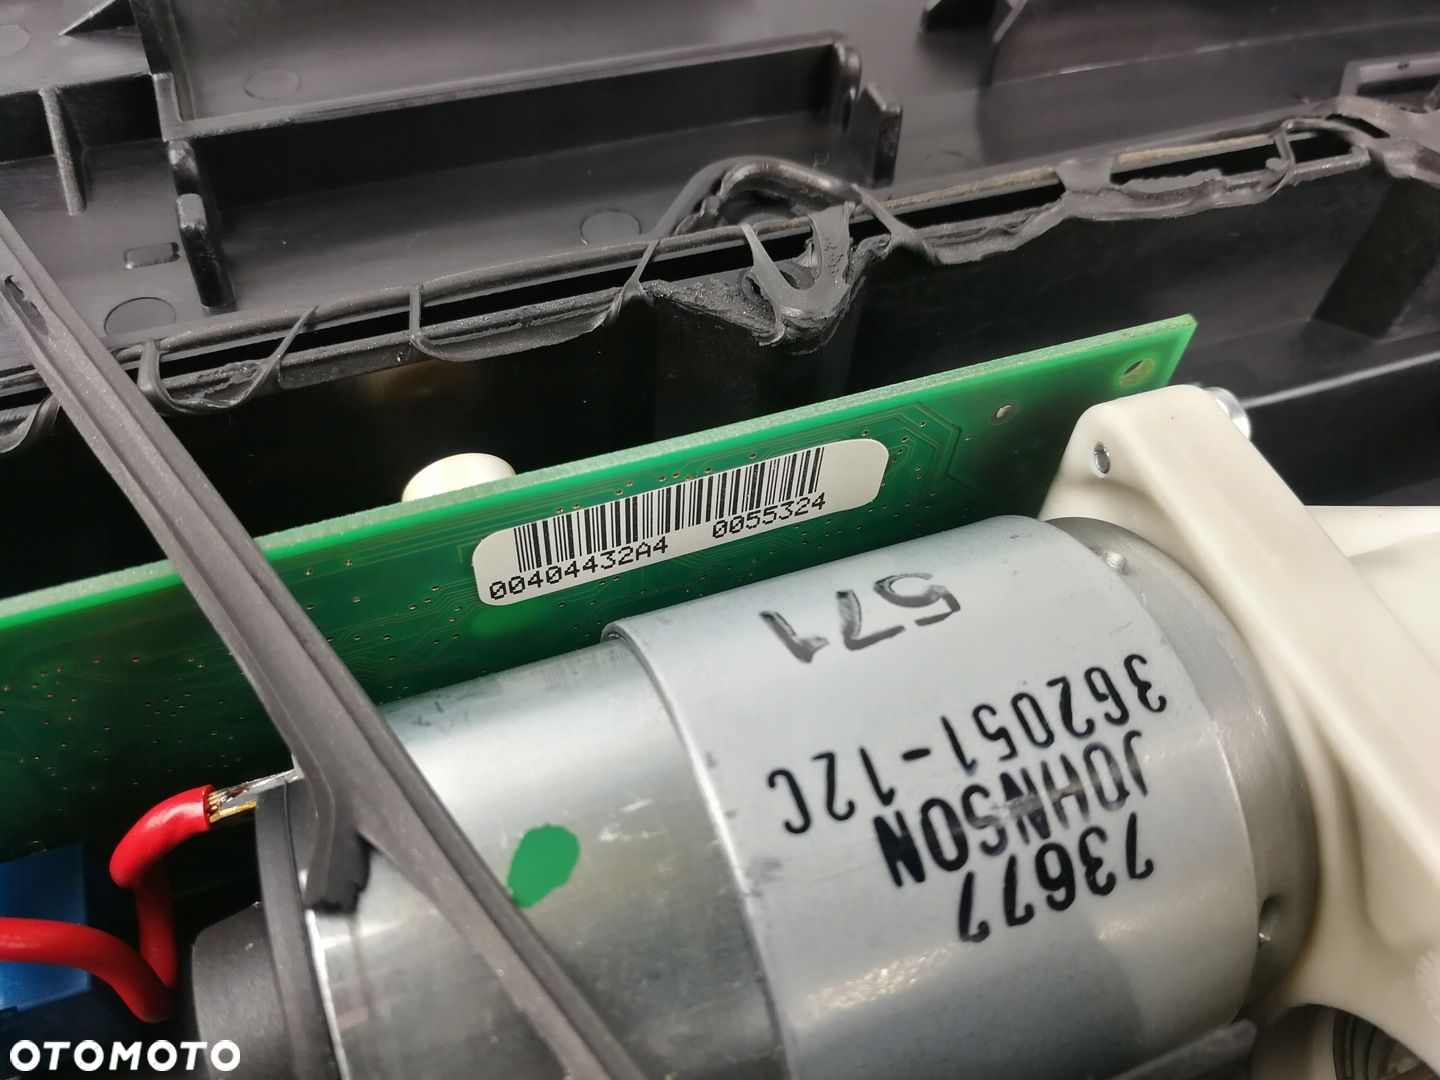 00404432A4 0055324
571
362051-12C
JOHNSON
73677
OTOMOTO